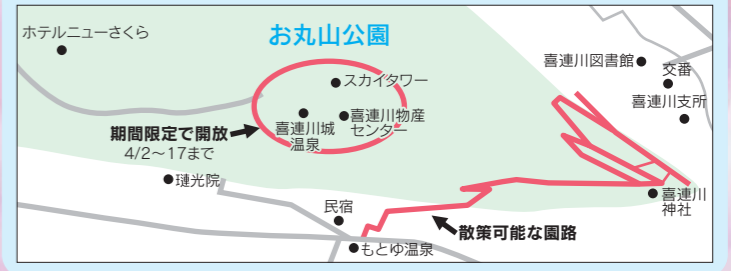 お丸山公園
ホテルニューさくら
スカイタワー
喜連川城
温泉
喜連川物産
センター
期間限定で開放
4/2～17まで
喜連川図書館
交番
喜連川支所
璉光院
民宿
もとゆ温泉
散策可能な園路
喜連川
神社